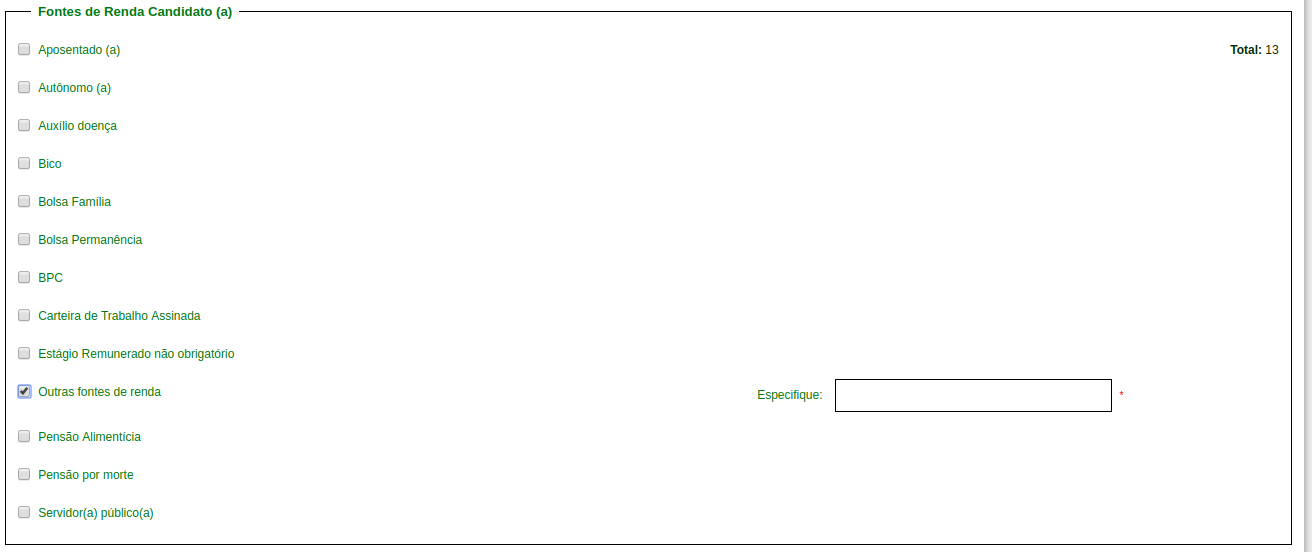 Fontes de Renda Candidato (a)
Aposentado (a)
Total: 13
Autônomo (a)
Auxílio doença
Bico
Bolsa Família
Bolsa Permanência
BPC
Carteira de Trabalho Assinada
Estágio Remunerado não obrigatório
Outras fontes de renda
Especifique: *
Pensão Alimentícia
Pensão por morte
Servidor(a) público(a)